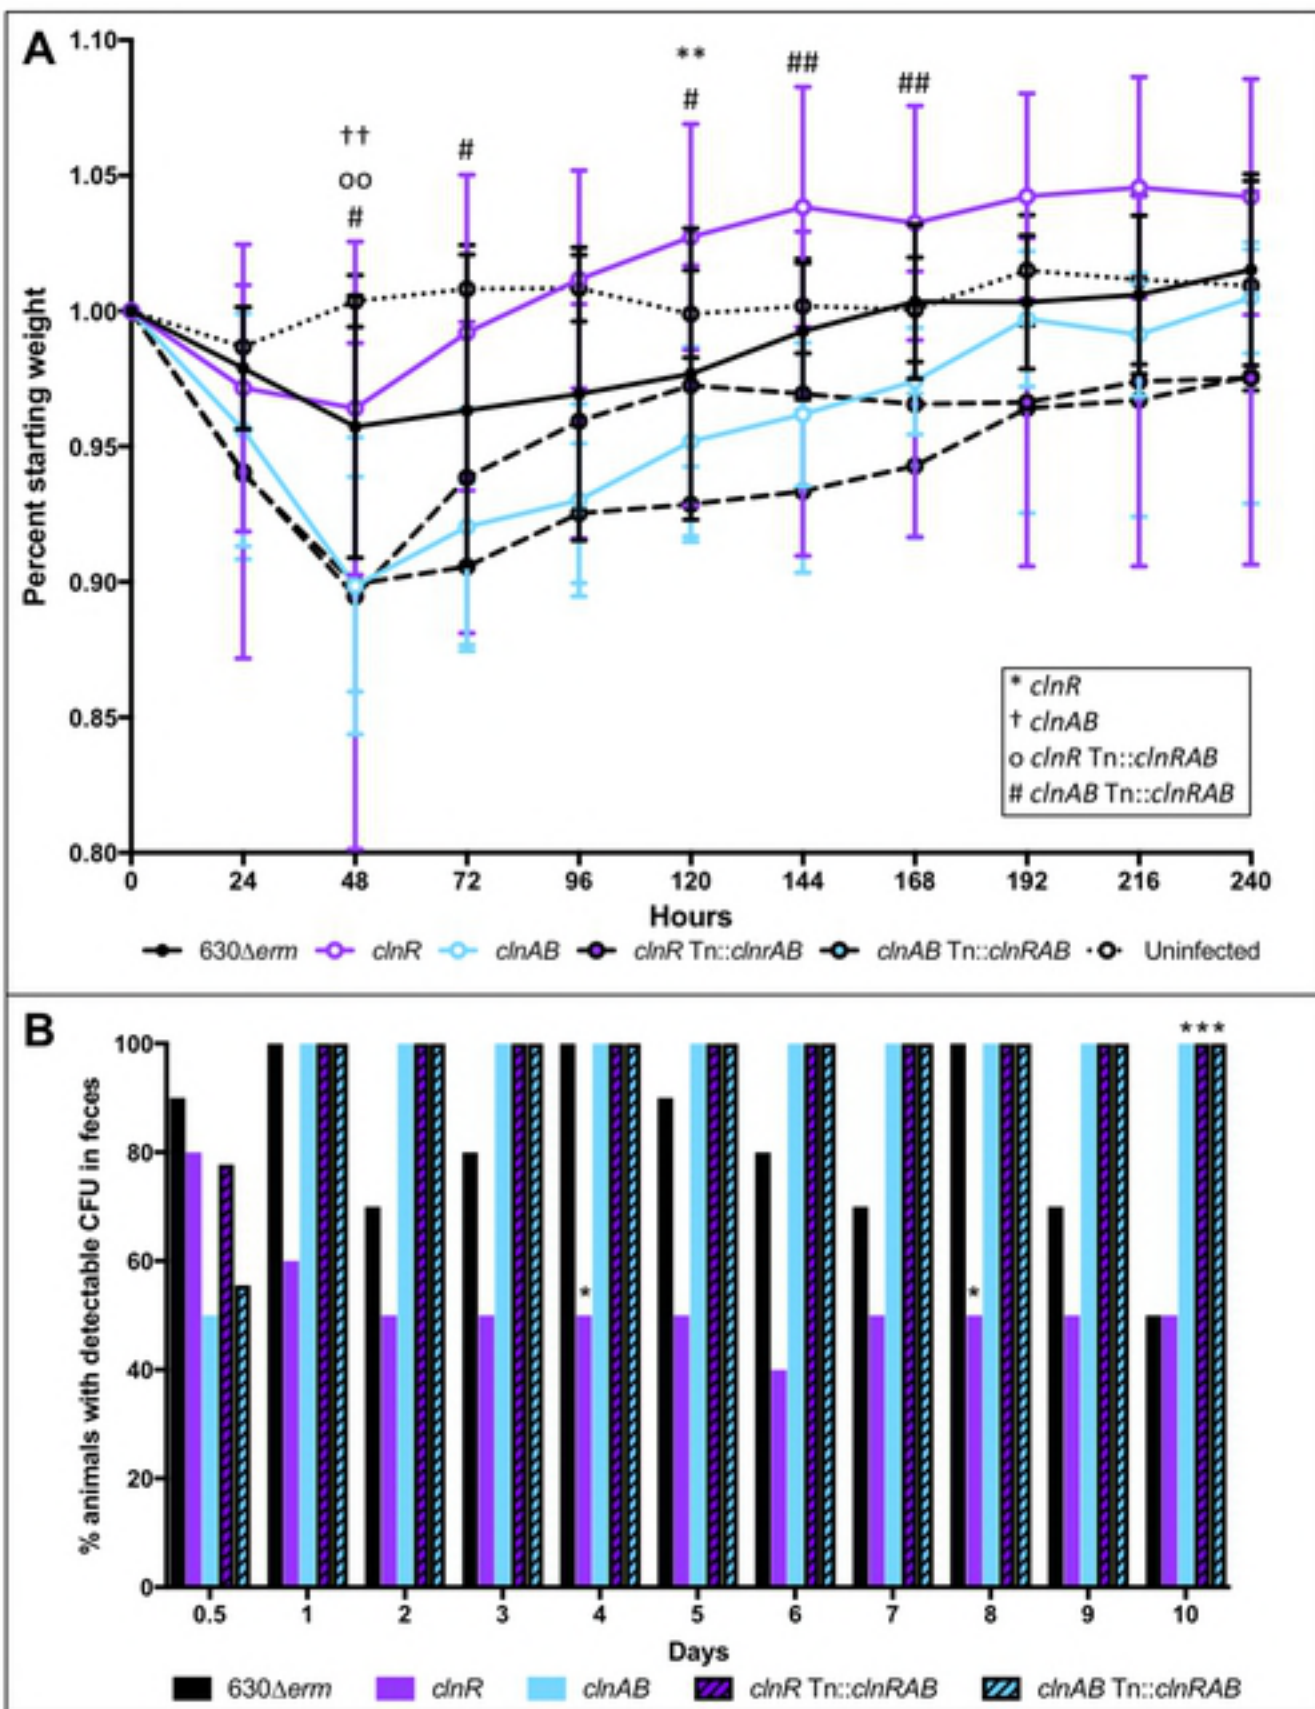 A
1.10
1.05
1.00
0.95
0.90
0.85
0.80
Percent starting weight
††
oo
#
#
**
#
##
##
* clnR
† clnAB
o clnR Tn::clnRAB
# clnAB Tn::clnRAB
0 24 48 72 96 120 144 168 192 216 240
Hours
630Δerm clnR clnAB clnR Tn::clnrAB clnAB Tn::clnRAB Uninfected
B
% animals with detectable CFU in feces
100
80
60
40
20
0
*
*
***
0.5 1 2 3 4 5 6 7 8 9 10
Days
630Δerm clnR clnAB clnR Tn::clnRAB clnAB Tn::clnRAB